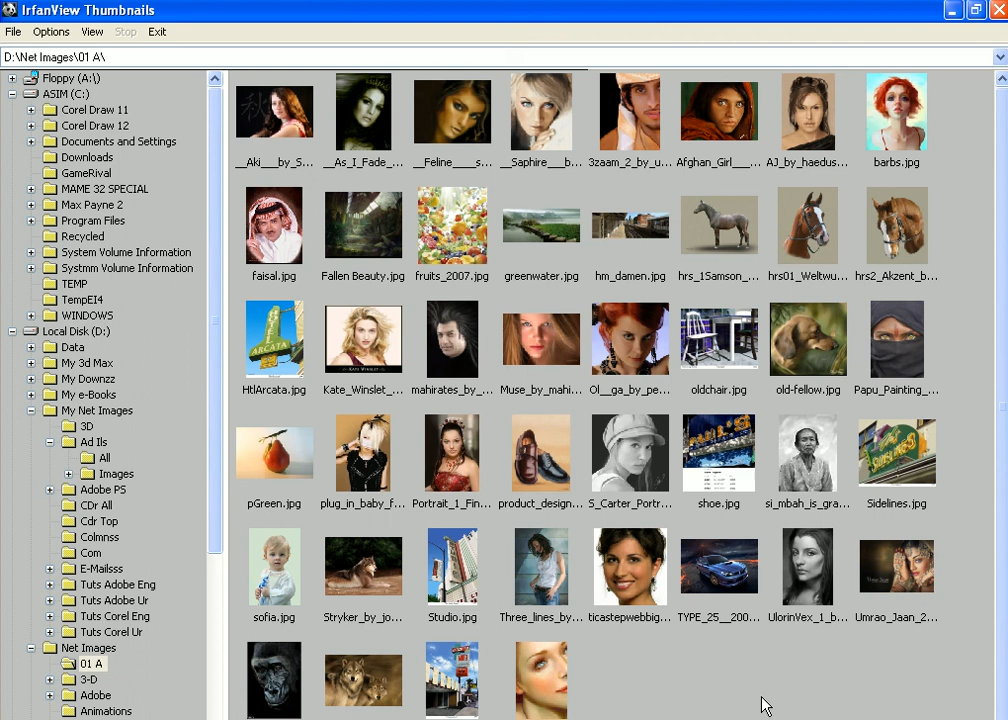 IrfanView Thumbnails
File Options View Stop Exit
D:\Net Images\01 A\
Floppy (A:\)
ASIM (C:)
Corel Draw 11
Corel Draw 12
Documents and Settings
Downloads
GameRival
MAME 32 SPECIAL
Max Payne 2
Program Files
Recycled
System Volume Information
Systmm Volume Information
TEMP
TempEI4
WINDOWS
Local Disk (D:)
Data
My 3d Max
My Downzz
My e-Books
My Net Images
3D
Ad Ils
All
Images
Adobe PS
CDr All
Cdr Top
Colmnss
Com
E-Mailsss
Tuts Adobe Eng
Tuts Adobe Ur
Tuts Corel Eng
Tuts Corel Ur
Net Images
01 A
3-D
Adobe
Animations
__Aki___by_S... __As_I_Fade_... __Feline____s... __Saphire___b... 3zaam_2_by_u... Afghan_Girl___... AJ_by_haedus... barbs.jpg
faisal.jpg Fallen Beauty.jpg fruits_2007.jpg greenwater.jpg hm_damen.jpg hrs_1Samson_... hrs01_Weltwu... hrs2_Akzent_b...
ARCATA
KATE WINSLET
HtlArcata.jpg Kate_Winslet_... mahirates_by_... Muse_by_mahi... Ol__ga_by_pe... oldchair.jpg old-fellow.jpg Papu_Painting_...
pGreen.jpg plug_in_baby_f... Portrait_1_Fin... product_design... S_Carter_Portr... shoe.jpg si_mbah_is_gra... Sidelines.jpg
sofia.jpg Stryker_by_jo... Studio.jpg Three_lines_by... ticastepwebbig... TYPE_25__200... UlorinVex_1_b... Umrao_Jaan_2...